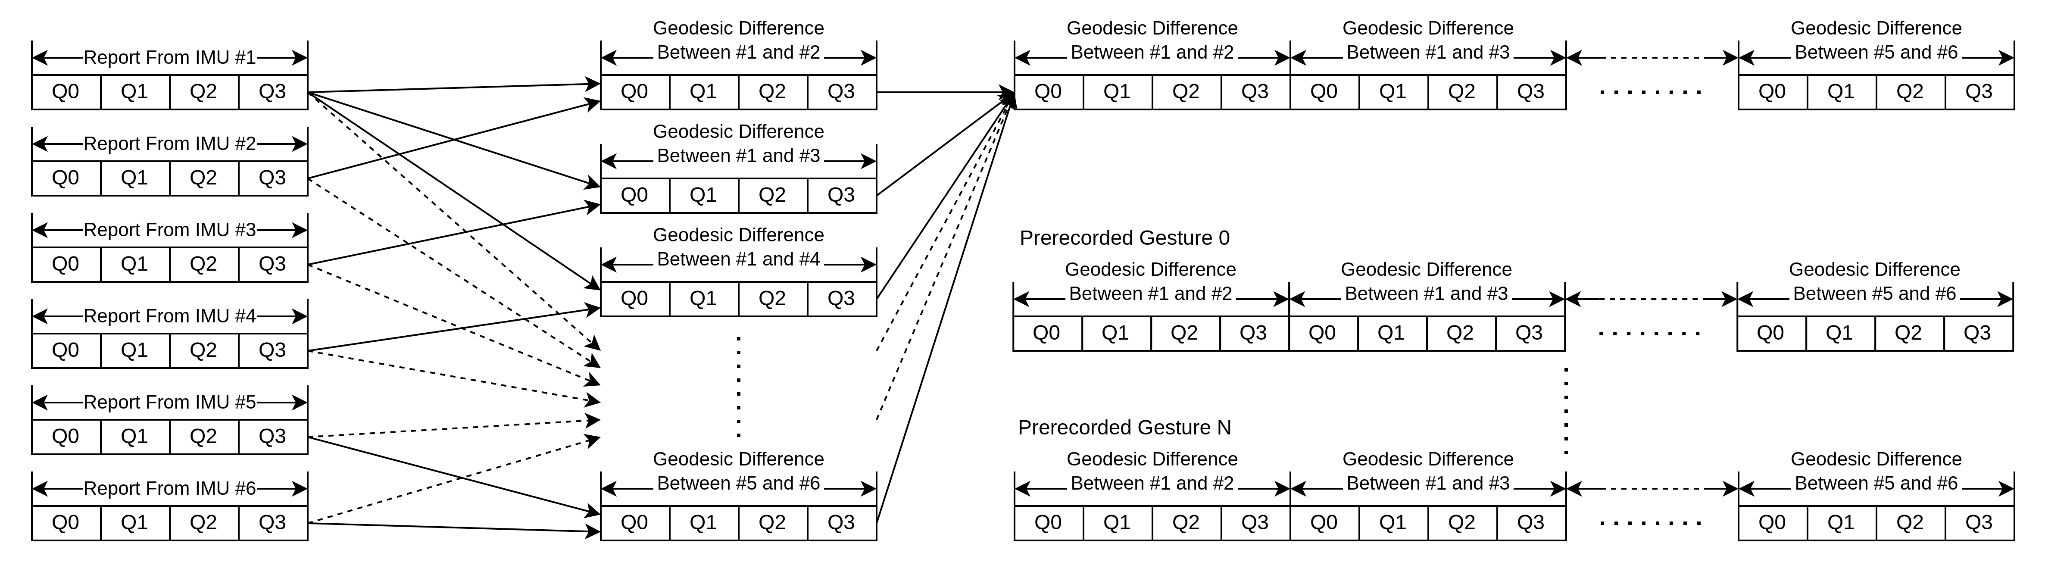 Report From IMU #1
Q0 Q1 Q2 Q3
Report From IMU #2
Q0 Q1 Q2 Q3
Report From IMU #3
Q0 Q1 Q2 Q3
Report From IMU #4
Q0 Q1 Q2 Q3
Report From IMU #5
Q0 Q1 Q2 Q3
Report From IMU #6
Q0 Q1 Q2 Q3
Geodesic Difference
Between #1 and #2
Q0 Q1 Q2 Q3
Geodesic Difference
Between #1 and #3
Q0 Q1 Q2 Q3
Geodesic Difference
Between #1 and #4
Q0 Q1 Q2 Q3
Geodesic Difference
Between #5 and #6
Q0 Q1 Q2 Q3
Geodesic Difference
Between #1 and #2
Q0 Q1 Q2 Q3
Geodesic Difference
Between #1 and #3
Q0 Q1 Q2 Q3
Geodesic Difference
Between #5 and #6
Q0 Q1 Q2 Q3
Prerecorded Gesture 0
Geodesic Difference
Between #1 and #2
Q0 Q1 Q2 Q3
Geodesic Difference
Between #1 and #3
Q0 Q1 Q2 Q3
Geodesic Difference
Between #5 and #6
Q0 Q1 Q2 Q3
Prerecorded Gesture N
Geodesic Difference
Between #1 and #2
Q0 Q1 Q2 Q3
Geodesic Difference
Between #1 and #3
Q0 Q1 Q2 Q3
Geodesic Difference
Between #5 and #6
Q0 Q1 Q2 Q3